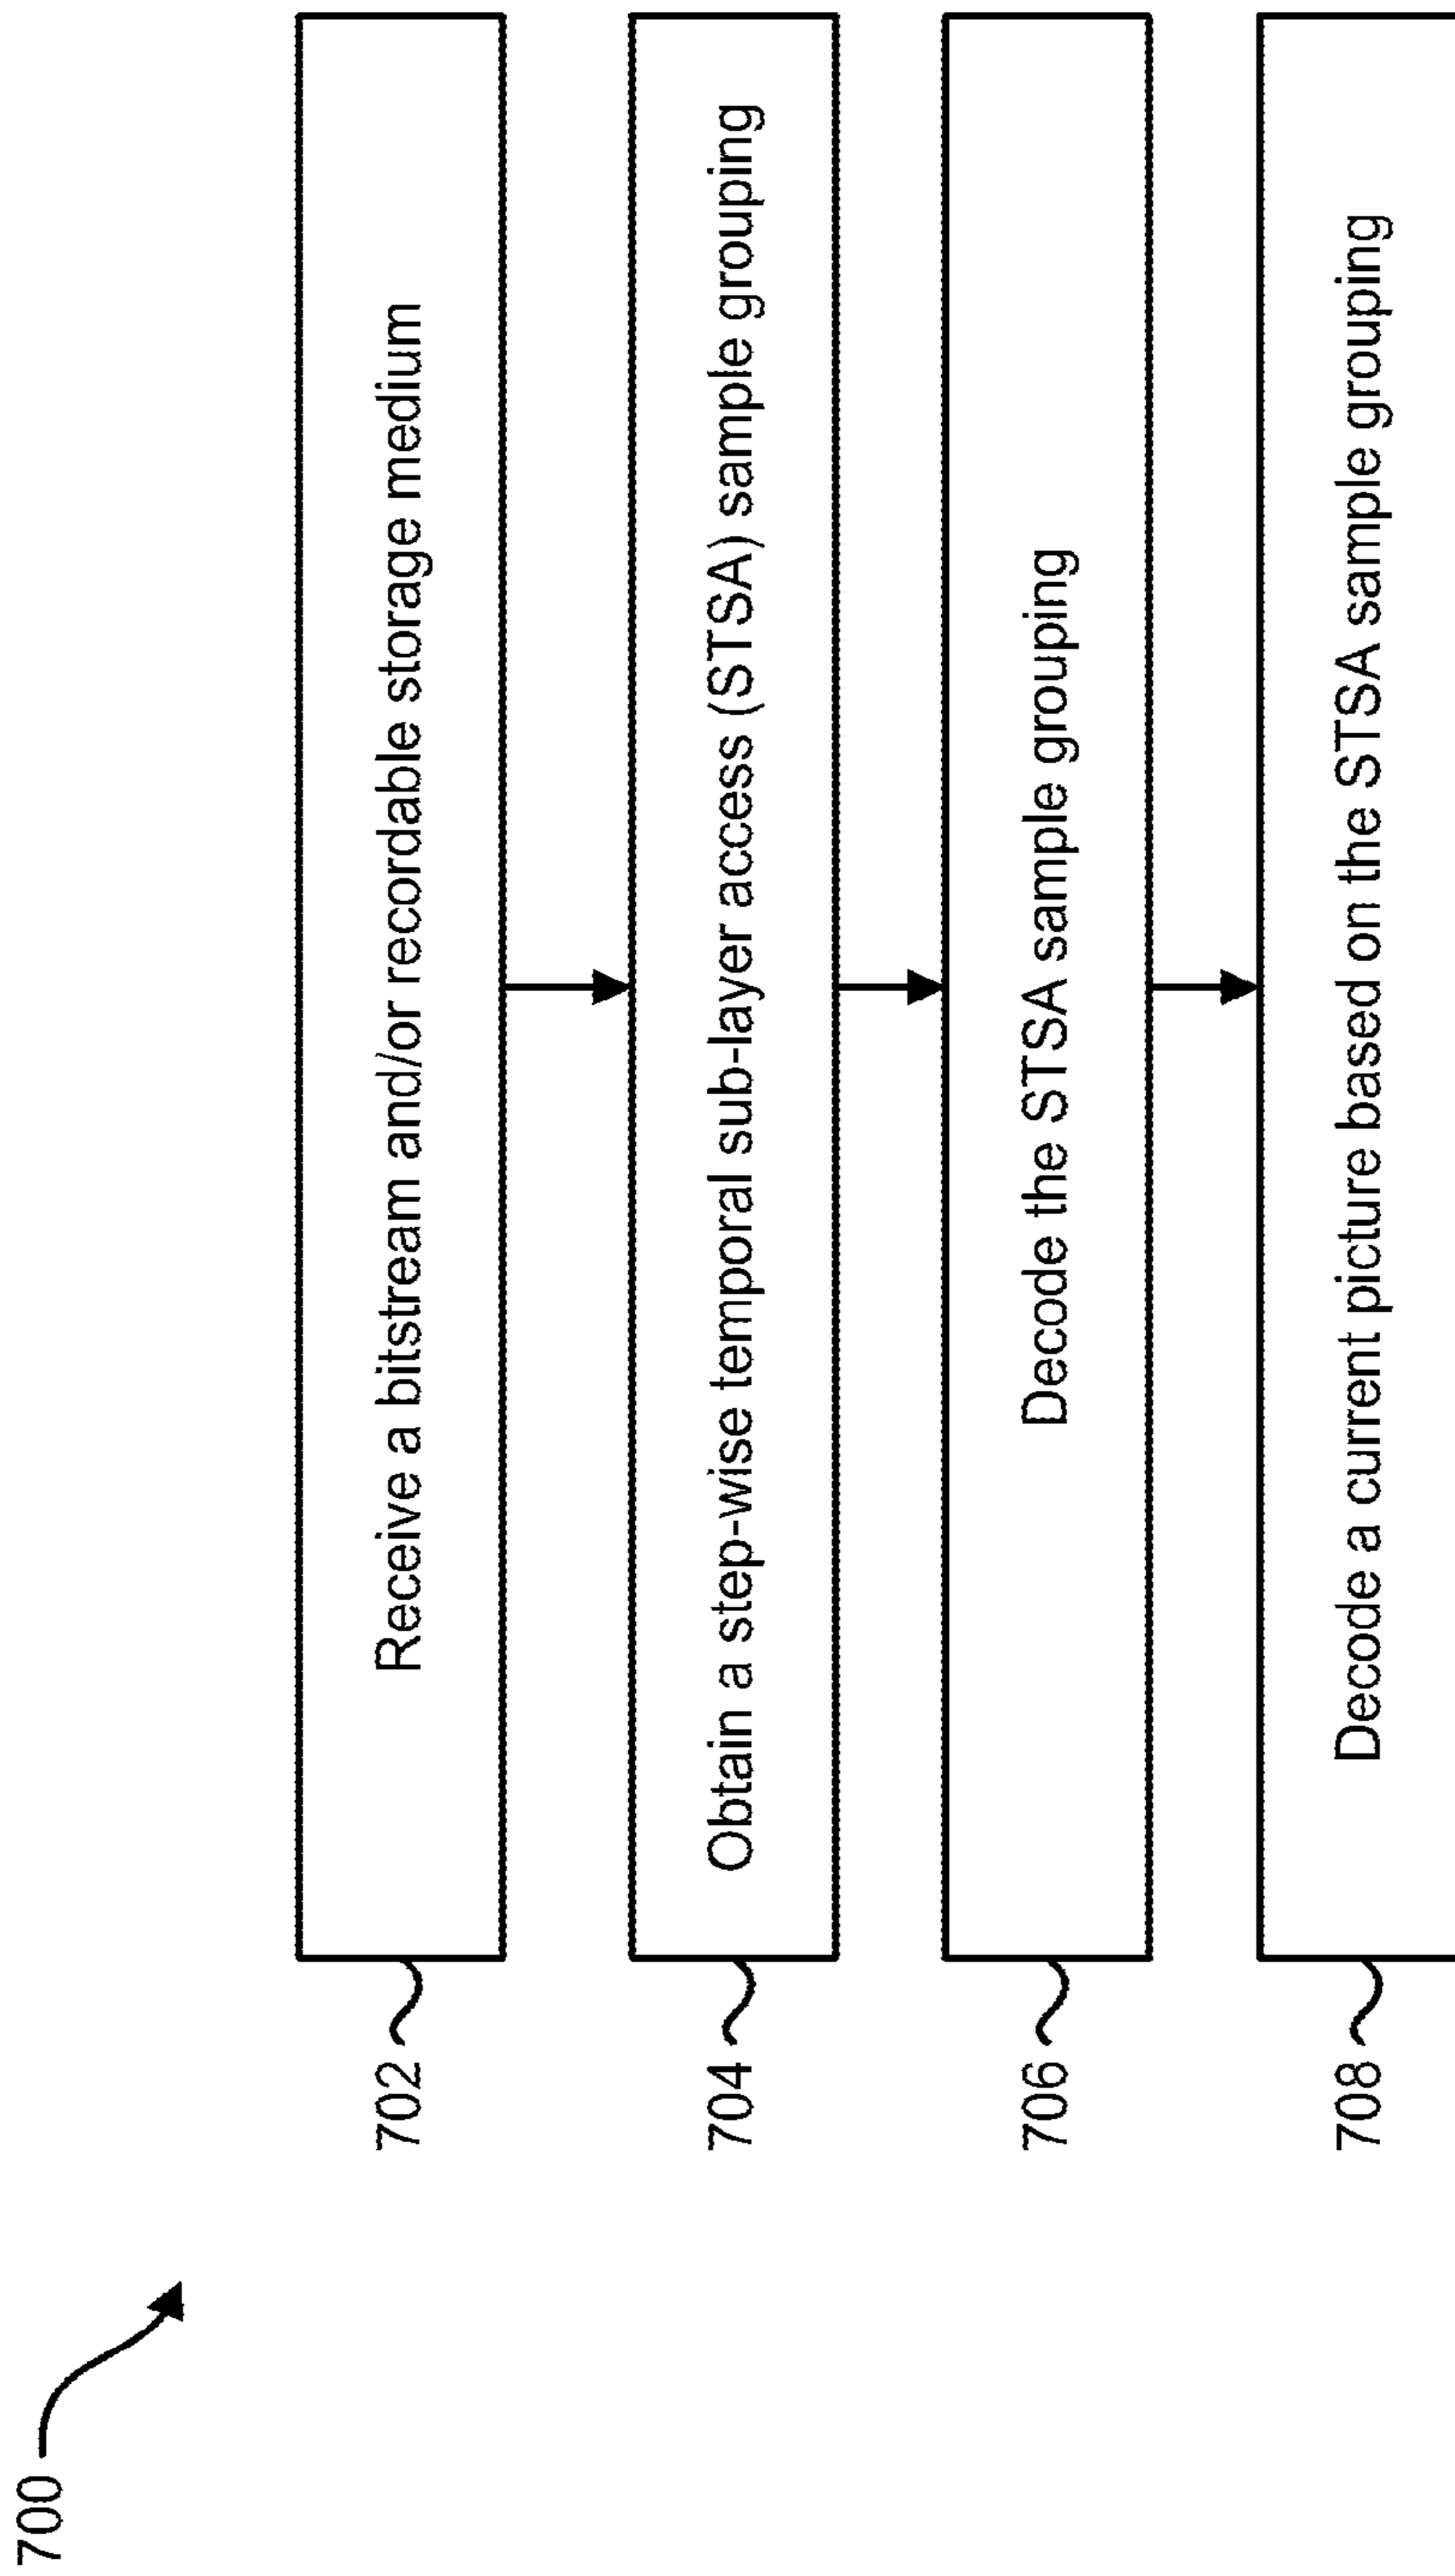 700
702
Receive a bitstream and/or recordable storage medium
704
Obtain a step-wise temporal sub-layer access (STSA) sample grouping
706
Decode the STSA sample grouping
708
Decode a current picture based on the STSA sample grouping